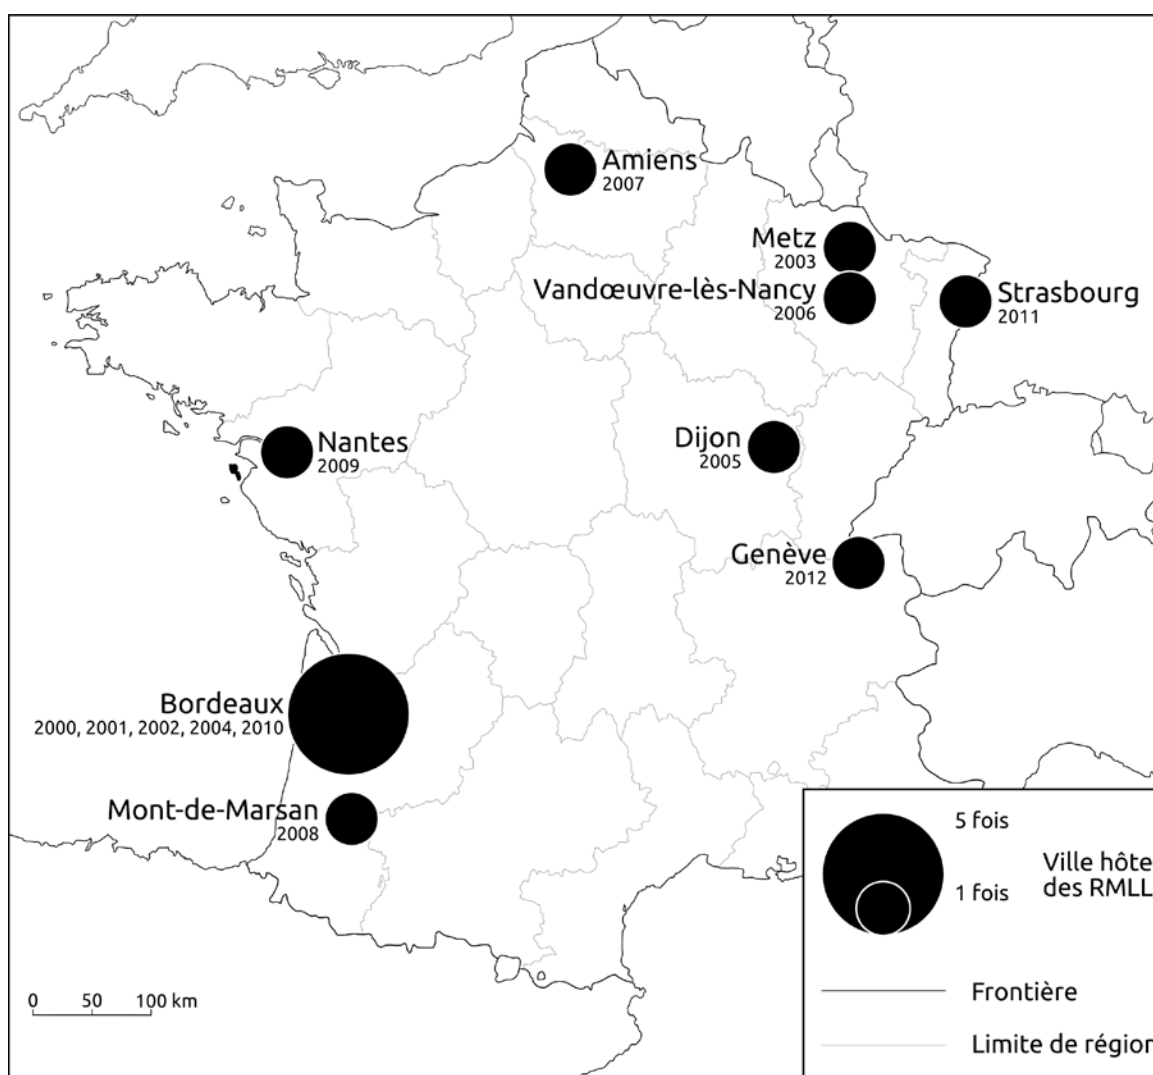 Amiens
2007
Metz
2003
Vandœuvre-lès-Nancy
2006
Strasbourg
2011
Nantes
2009
Dijon
2005
Genève
2012
Bordeaux
2000, 2001, 2002, 2004, 2010
Mont-de-Marsan
2008
5 fois
1 fois
Ville hôte
des RMLL
Frontière
Limite de région
0 50 100 km